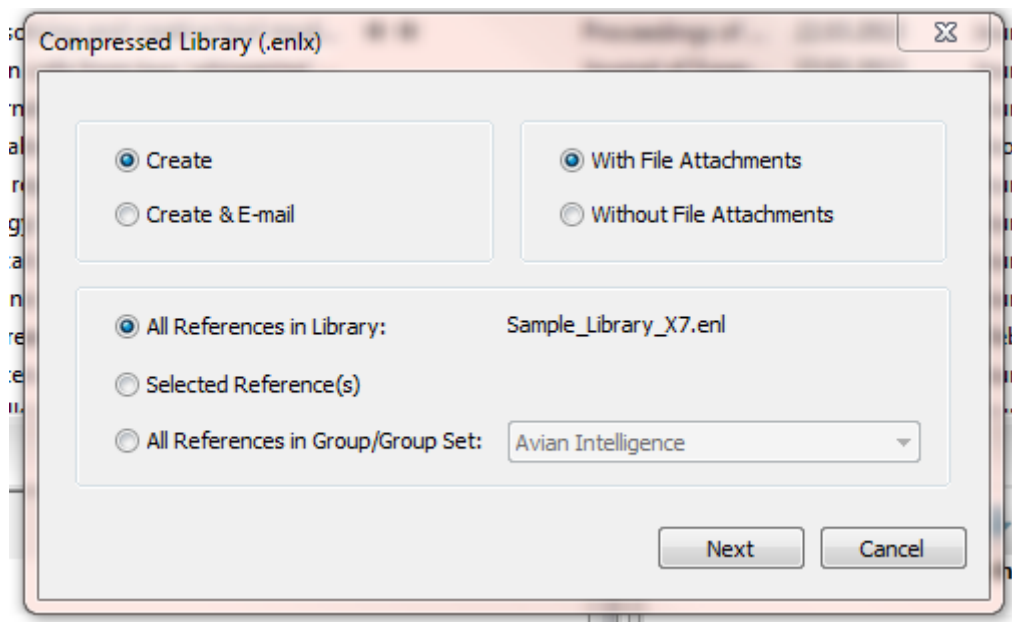 Compressed Library (.enlx)
Create
With File Attachments
Create & E-mail
Without File Attachments
All References in Library:
Sample_Library_X7.enl
Selected Reference(s)
All References in Group/Group Set:
Avian Intelligence
Next
Cancel